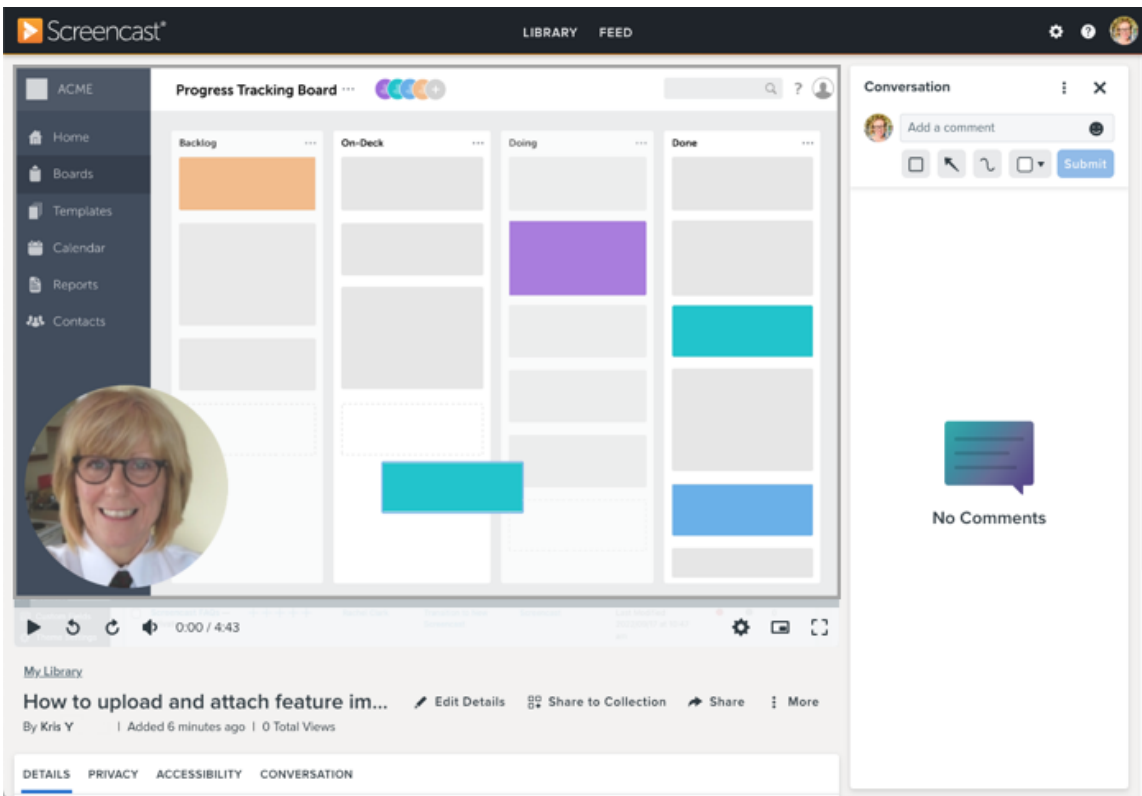 Screencast®
LIBRARY FEED
ACME
Progress Tracking Board ...
Home
Boards
Templates
Calendar
Reports
Contacts
Backlog ...
On-Deck ...
Doing ...
Done ...
0:00 / 4:43
My Library
How to upload and attach feature im...
Edit Details
Share to Collection
Share
More
By Kris Y | Added 6 minutes ago | 0 Total Views
DETAILS PRIVACY ACCESSIBILITY CONVERSATION
Conversation
Add a comment
Submit
No Comments